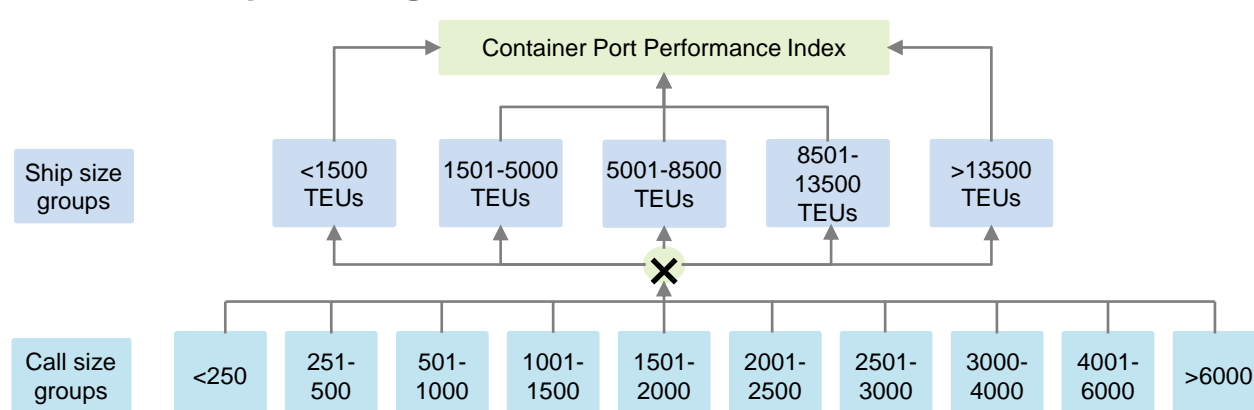 Container Port Performance Index
Ship size
groups
<1500
TEUs
1501-5000
TEUs
5001-8500
TEUs
8501-
13500
TEUs
>13500
TEUs
Call size
groups
<250
251-
500
501-
1000
1001-
1500
1501-
2000
2001-
2500
2501-
3000
3000-
4000
4001-
6000
>6000